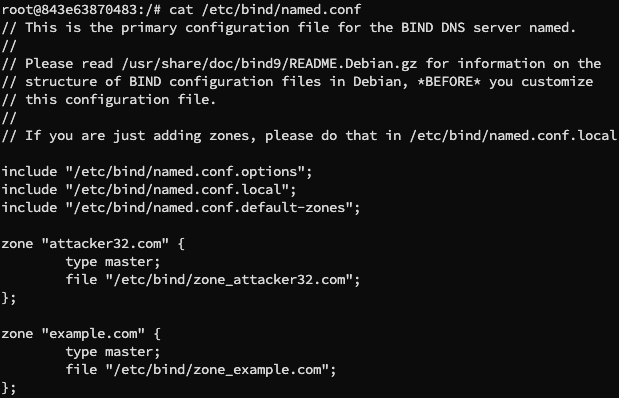 root@843e63870483:/# cat /etc/bind/named.conf
// This is the primary configuration file for the BIND DNS server named.
//
// Please read /usr/share/doc/bind9/README.Debian.gz for information on the
// structure of BIND configuration files in Debian, *BEFORE* you customize
// this configuration file.
//
// If you are just adding zones, please do that in /etc/bind/named.conf.local
include "/etc/bind/named.conf.options";
include "/etc/bind/named.conf.local";
include "/etc/bind/named.conf.default-zones";
zone "attacker32.com" {
type master;
file "/etc/bind/zone_attacker32.com";
};
zone "example.com" {
type master;
file "/etc/bind/zone_example.com";
};